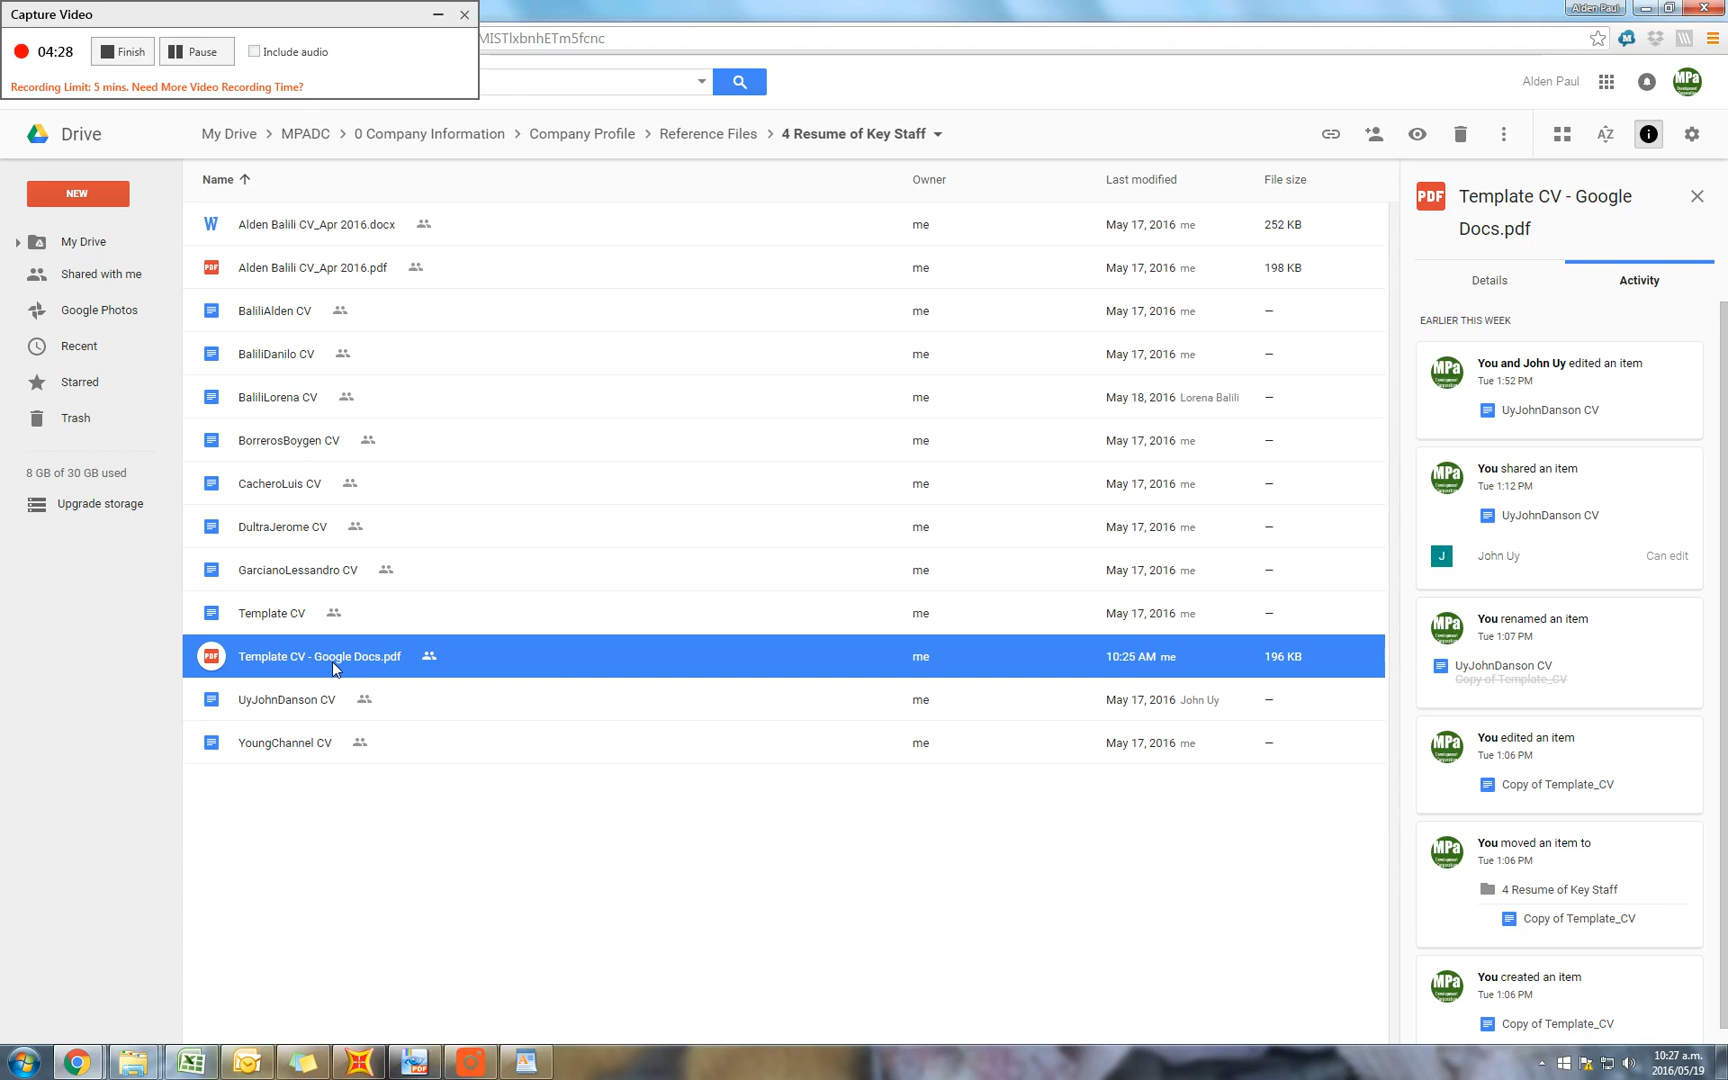 Capture Video
04:28 Finish Pause Include audio
Recording Limit: 5 mins. Need More Video Recording Time?
Alden Paul
MISTlxbnhETm5fcnc
Alden Paul MPa
Drive My Drive > MPADC > 0 Company Information > Company Profile > Reference Files > 4 Resume of Key Staff
NEW
My Drive
Shared with me
Google Photos
Recent
Starred
Trash
8 GB of 30 GB used
Upgrade storage
Name Owner Last modified File size
W Alden Balili CV_Apr 2016.docx me May 17, 2016 me 252 KB
PDF Alden Balili CV_Apr 2016.pdf me May 17, 2016 me 198 KB
BaliliAlden CV me May 17, 2016 me —
BaliliDanilo CV me May 17, 2016 me —
BaliliLorena CV me May 18, 2016 Lorena Balili —
BorrerosBoygen CV me May 17, 2016 me —
CacheroLuis CV me May 17, 2016 me —
DultraJerome CV me May 17, 2016 me —
GarcianoLessandro CV me May 17, 2016 me —
Template CV me May 17, 2016 me —
PDF Template CV - Google Docs.pdf me 10:25 AM me 196 KB
UyJohnDanson CV me May 17, 2016 John Uy —
YoungChannel CV me May 17, 2016 me —
PDF Template CV - Google
Docs.pdf
Details Activity
EARLIER THIS WEEK
MPa You and John Uy edited an item
Tue 1:52 PM
UyJohnDanson CV
MPa You shared an item
Tue 1:12 PM
UyJohnDanson CV
J John Uy Can edit
MPa You renamed an item
Tue 1:07 PM
UyJohnDanson CV
Copy of Template_CV
MPa You edited an item
Tue 1:06 PM
Copy of Template_CV
MPa You moved an item to
Tue 1:06 PM
4 Resume of Key Staff
Copy of Template_CV
MPa You created an item
Tue 1:06 PM
Copy of Template_CV
10:27 a.m.
2016/05/19